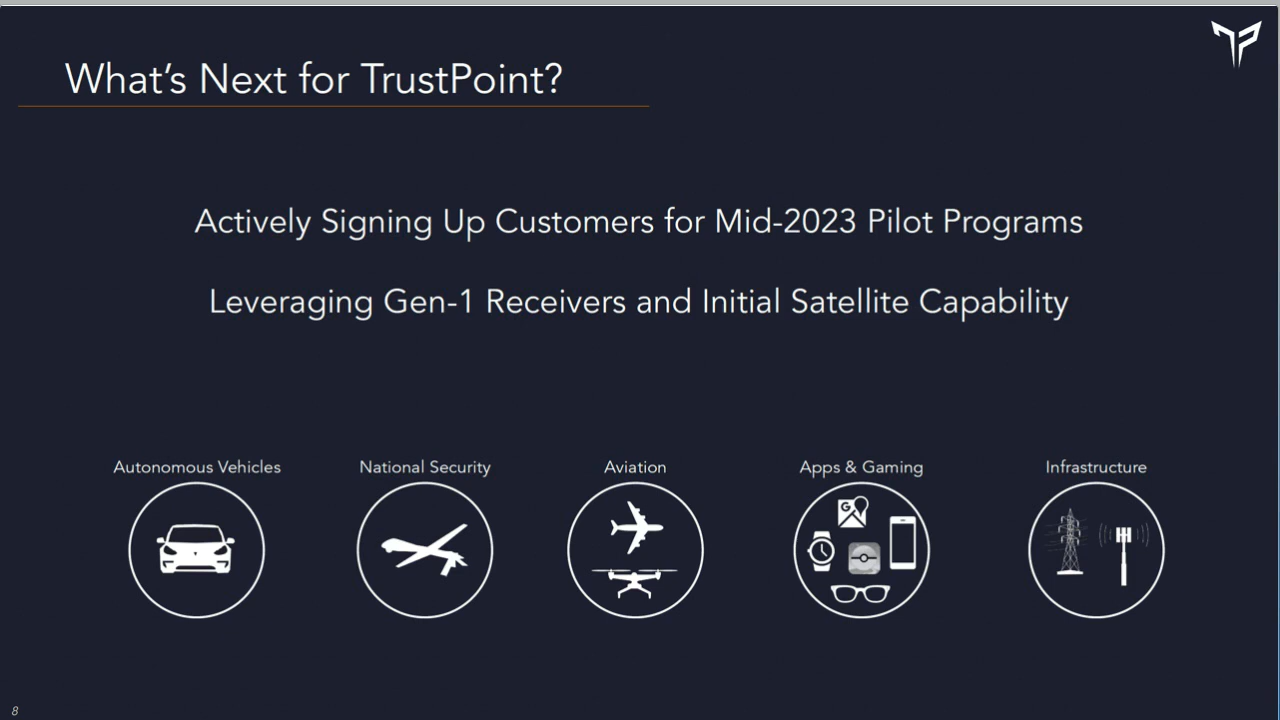 What's Next for TrustPoint?
Actively Signing Up Customers for Mid-2023 Pilot Programs
Leveraging Gen-1 Receivers and Initial Satellite Capability
Autonomous Vehicles
National Security
Aviation
Apps & Gaming
Infrastructure
G
8